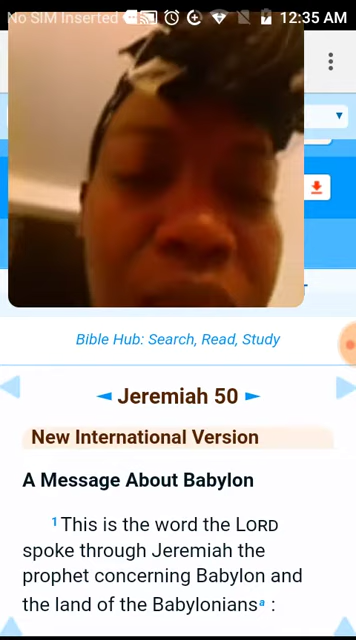 No SIM Inserted 12:35 AM
Bible Hub: Search, Read, Study
◄ Jeremiah 50 ►
New International Version
A Message About Babylon
1 This is the word the LORD
spoke through Jeremiah the
prophet concerning Babylon and
the land of the Babylonians a :